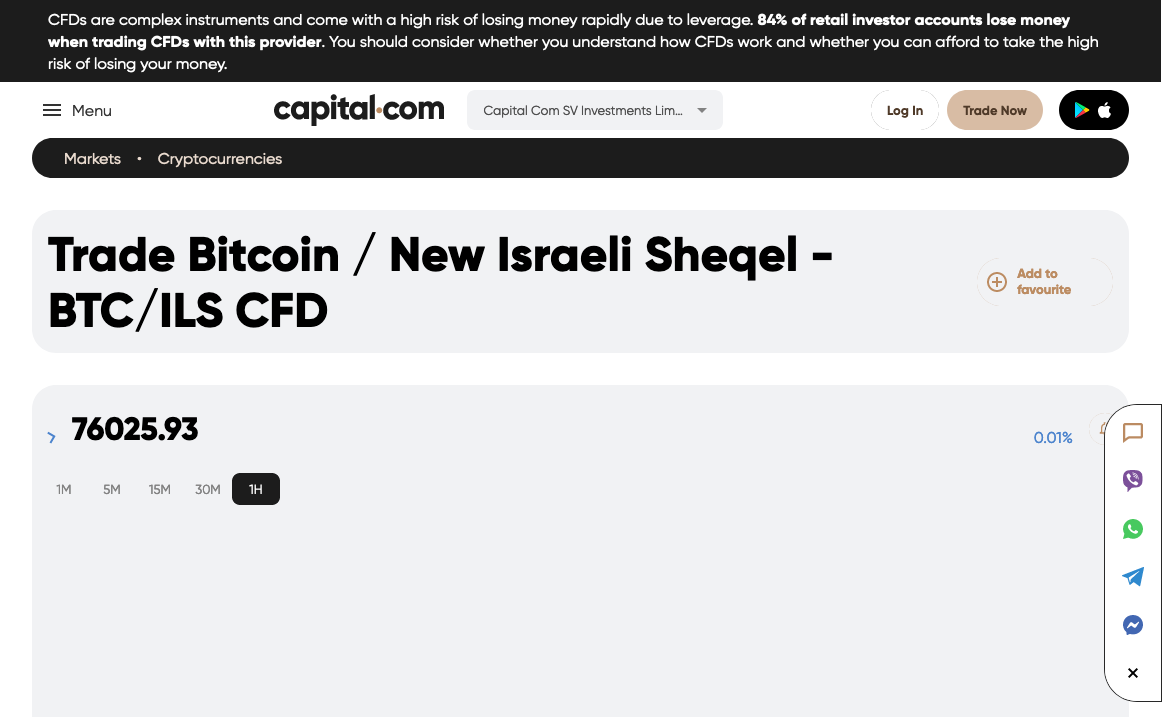 CFDs are complex instruments and come with a high risk of losing money rapidly due to leverage. 84% of retail investor accounts lose money
when trading CFDs with this provider. You should consider whether you understand how CFDs work and whether you can afford to take the high
risk of losing your money.
Menu
capital.com
Capital Com SV Investments Lim...
Log In
Trade Now
Markets • Cryptocurrencies
Trade Bitcoin / New Israeli Sheqel -
BTC/ILS CFD
Add to
favourite
76025.93
0.01%
1M 5M 15M 30M 1H